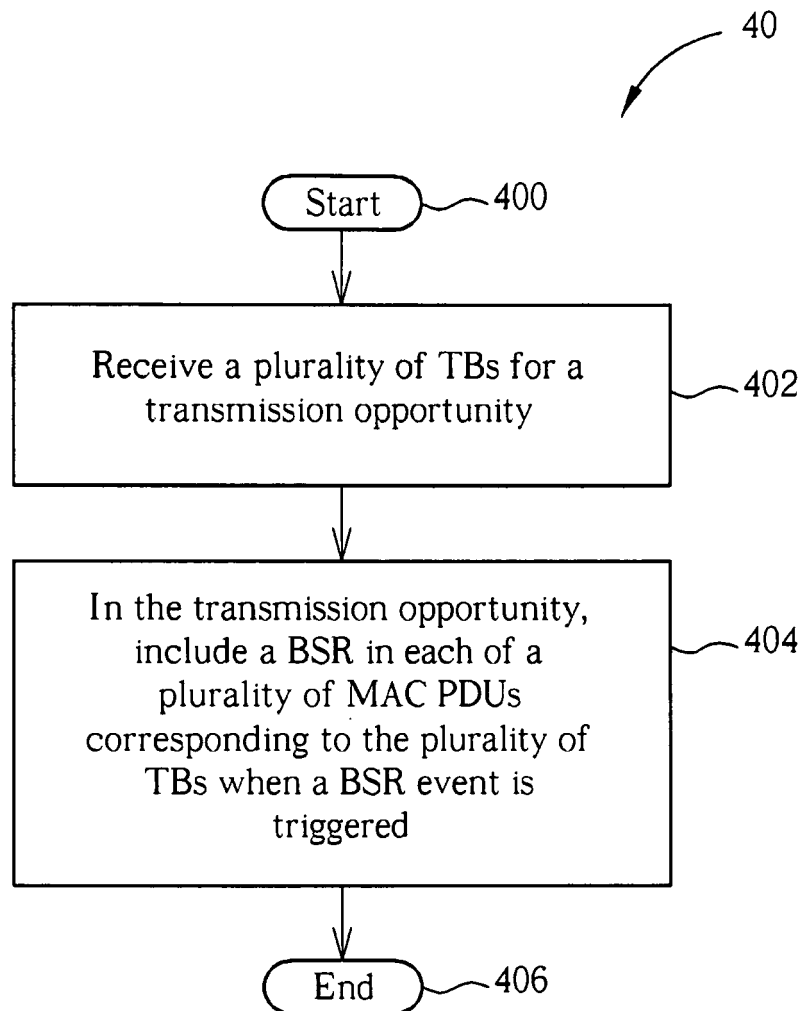 40
Start
400
Receive a plurality of TBs for a
transmission opportunity
402
In the transmission opportunity,
include a BSR in each of a
plurality of MAC PDUs
corresponding to the plurality of
TBs when a BSR event is
triggered
404
End
406